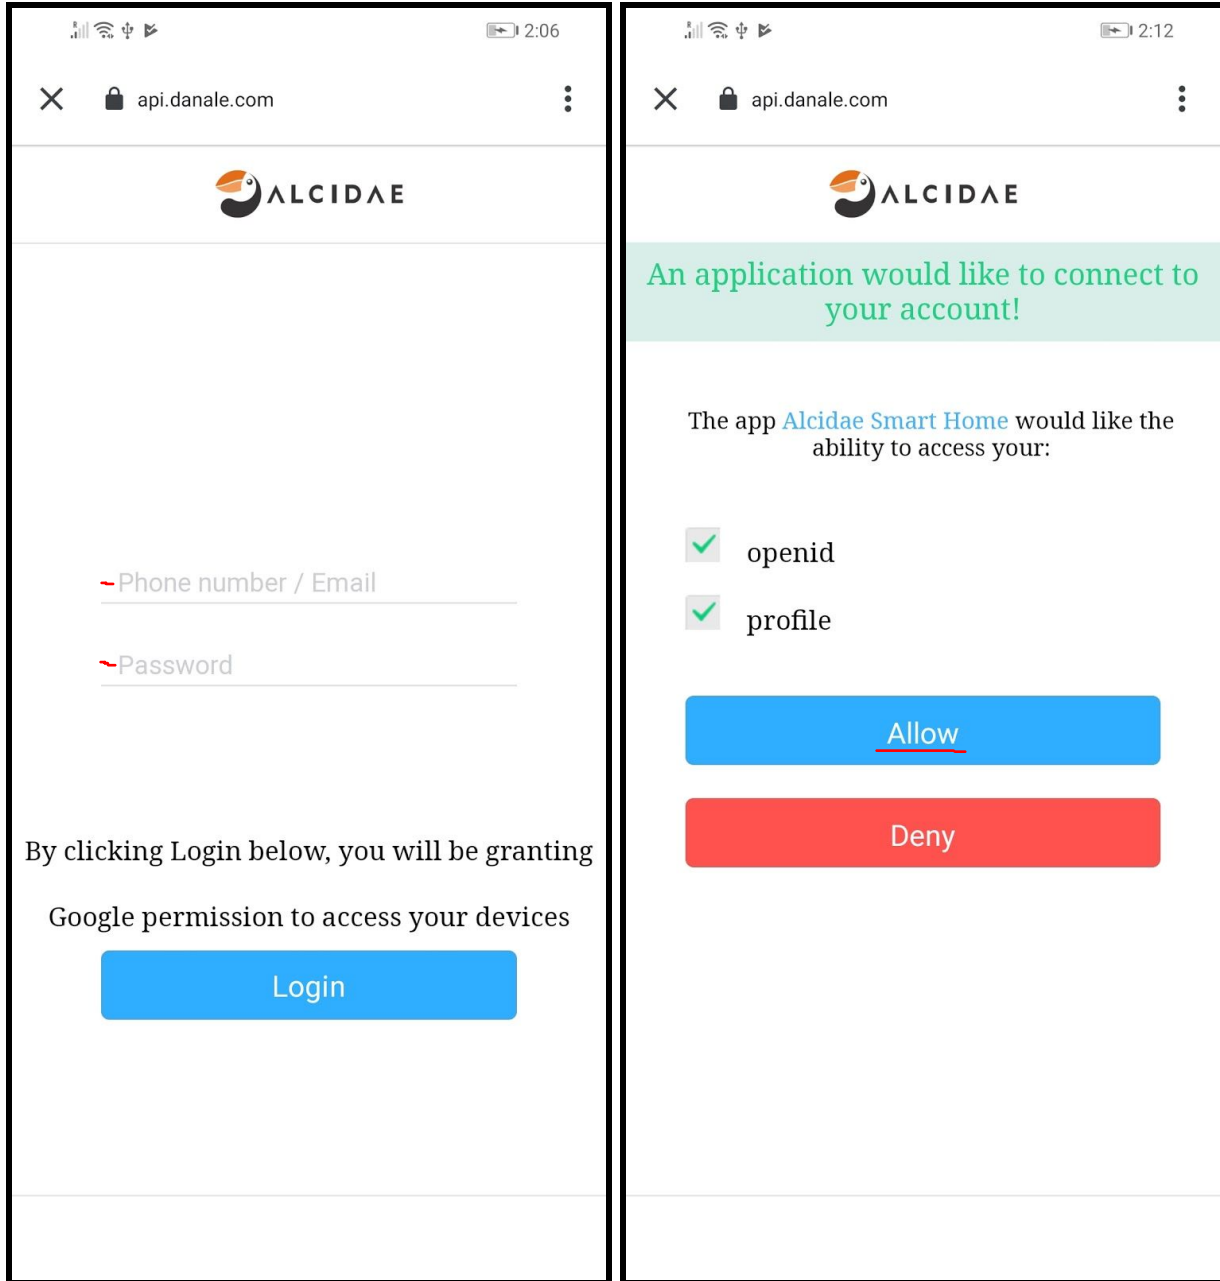 2:06
api.danale.com
ALCIDAE
Phone number / Email
Password
By clicking Login below, you will be granting
Google permission to access your devices
Login
2:12
api.danale.com
ALCIDAE
An application would like to connect to
your account!
The app Alcidae Smart Home would like the
ability to access your:
openid
profile
Allow
Deny